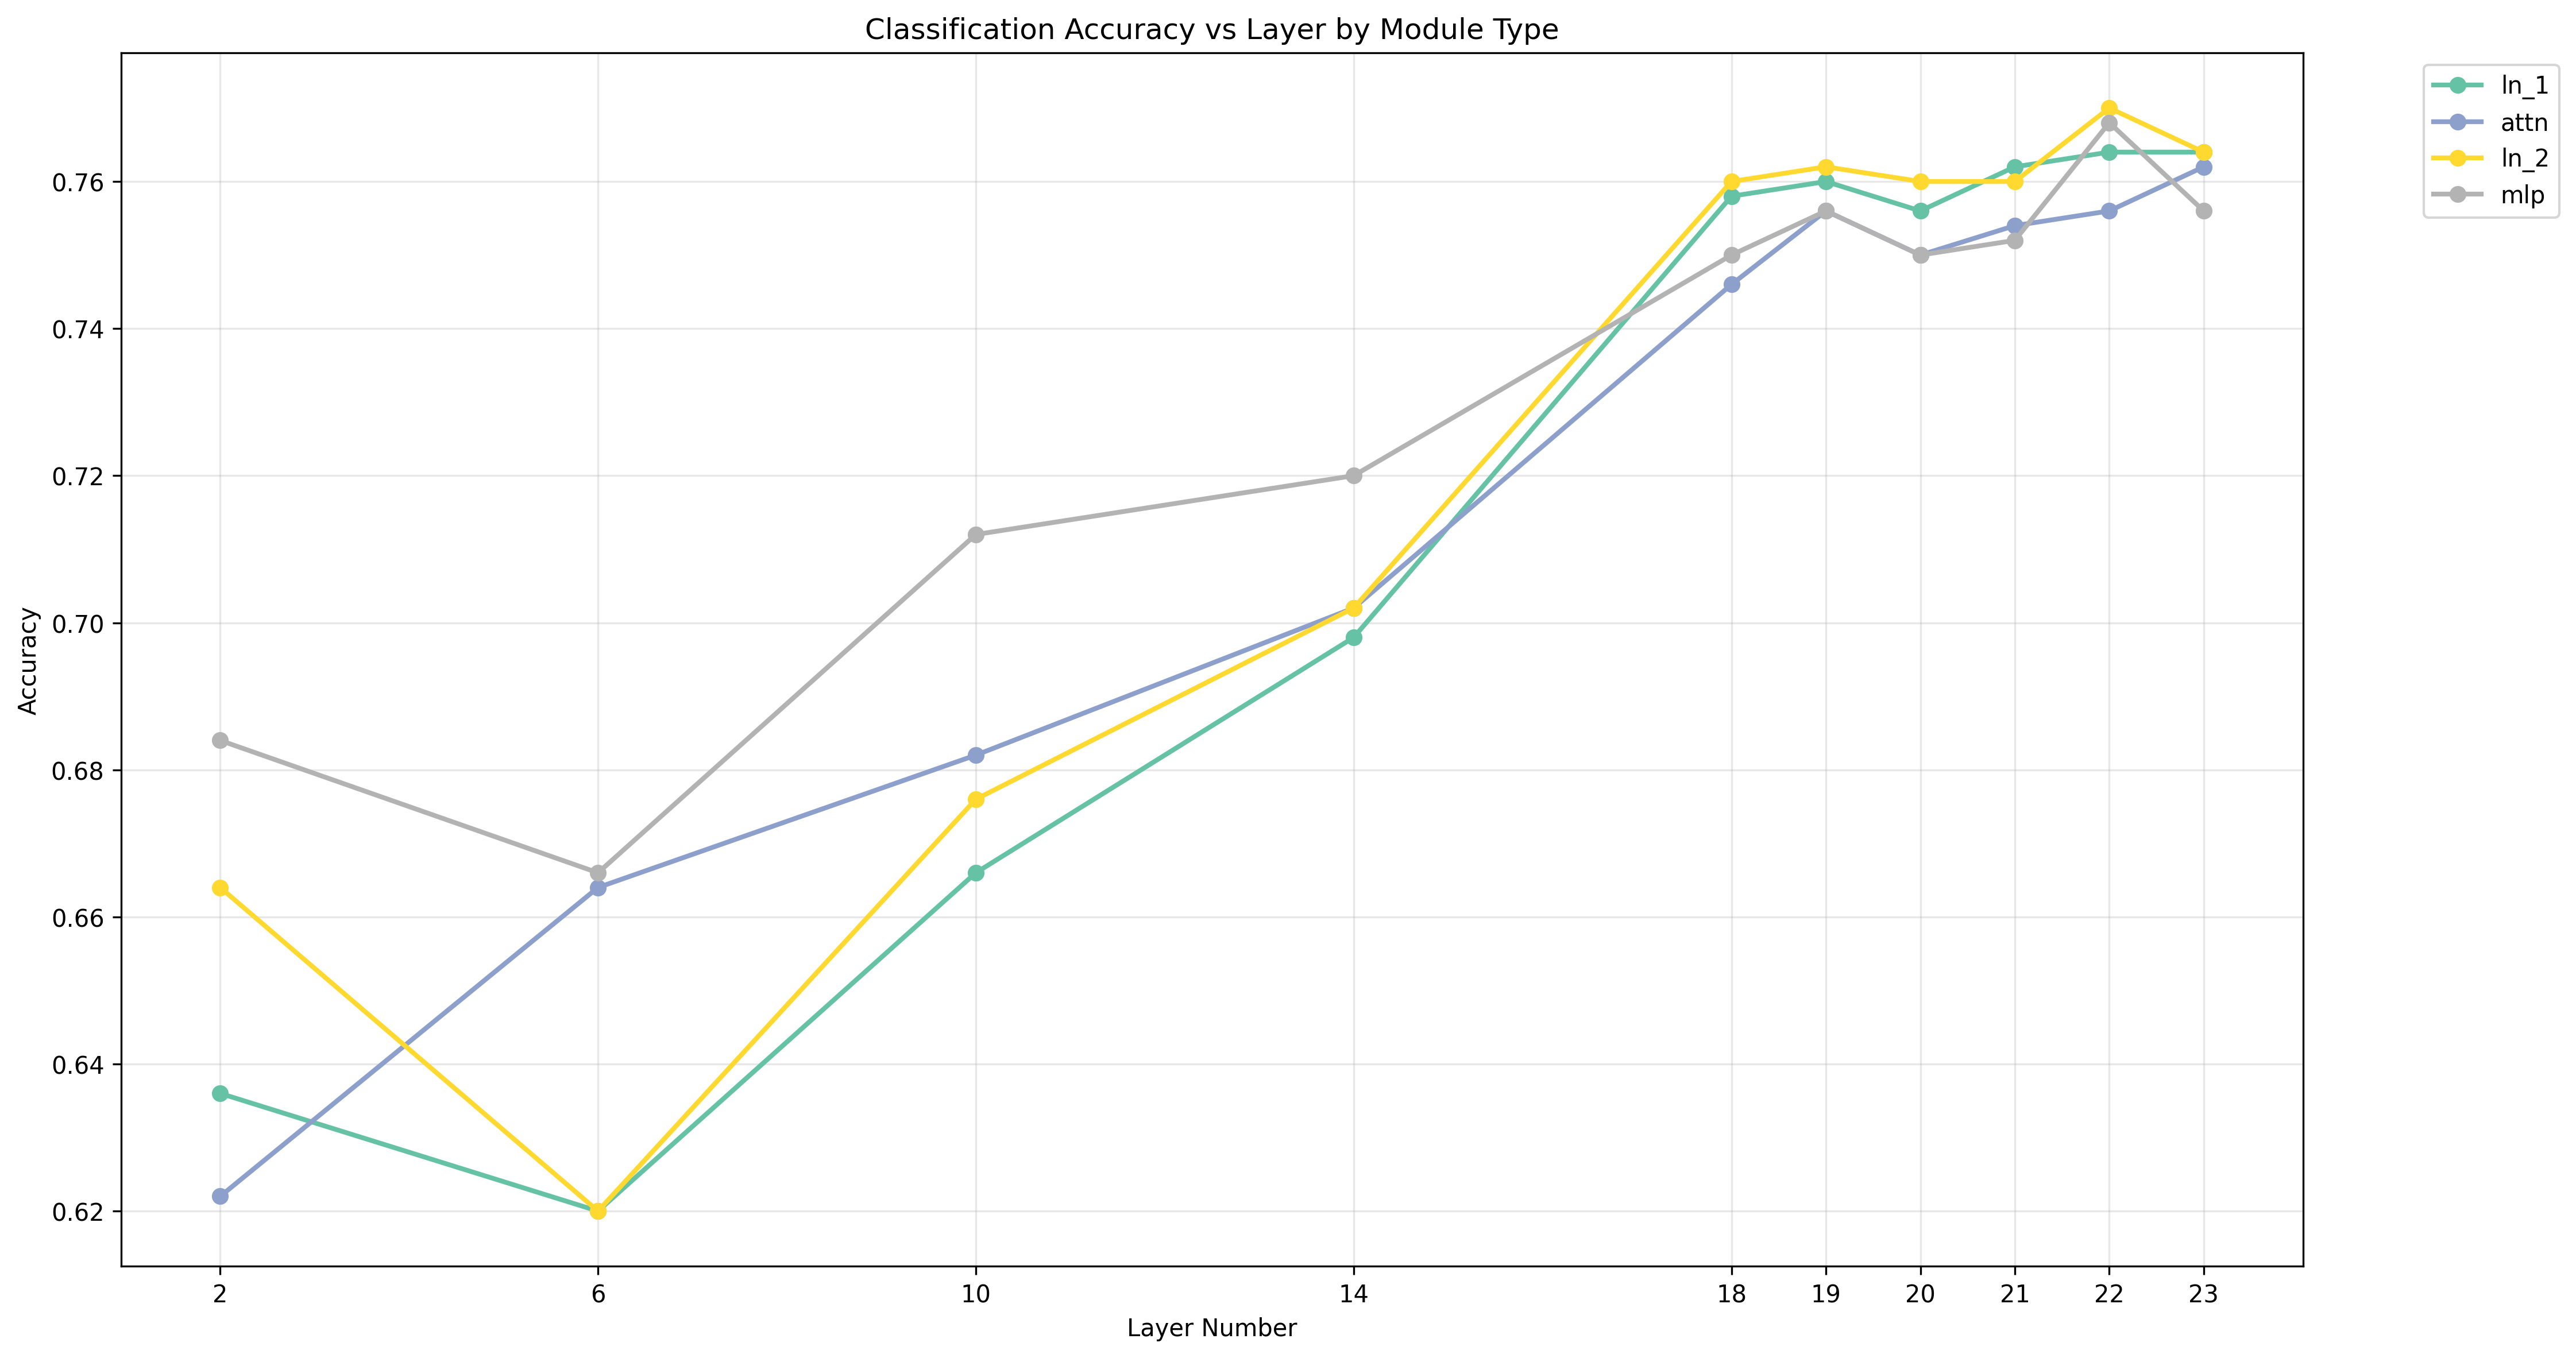 Classification Accuracy vs Layer by Module Type
ln_1
attn
ln_2
mlp
Accuracy
0.76
0.74
0.72
0.70
0.68
0.66
0.64
0.62
2 6 10 14 18 19 20 21 22 23
Layer Number